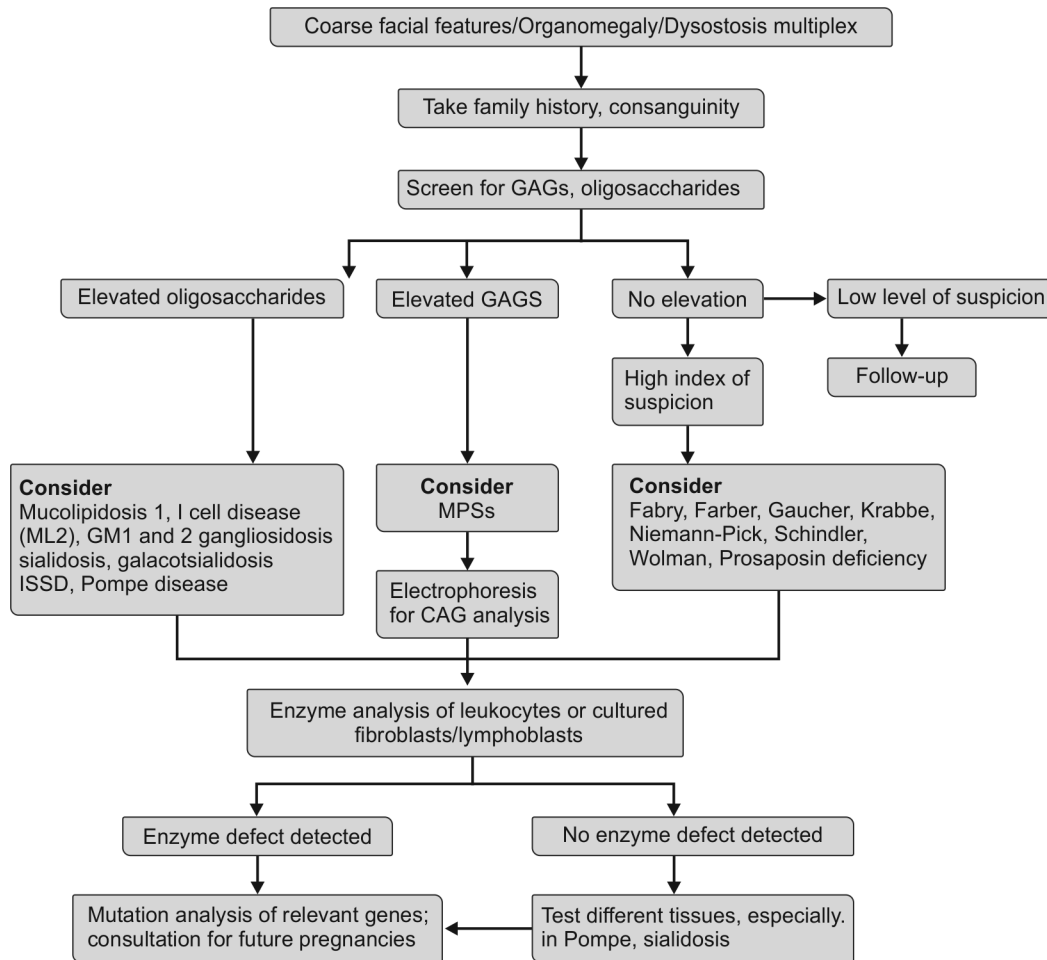 Coarse facial features/Organomegaly/Dysostosis multiplex
Take family history, consanguinity
Screen for GAGs, oligosaccharides
Elevated oligosaccharides
Elevated GAGS
No elevation
Low level of suspicion
High index of
suspicion
Follow-up
Consider
Mucolipidosis 1, I cell disease
(ML2), GM1 and 2 gangliosidosis
sialidosis, galacotsialidosis
ISSD, Pompe disease
Consider
MPSs
Consider
Fabry, Farber, Gaucher, Krabbe,
Niemann-Pick, Schindler,
Wolman, Prosaposin deficiency
Electrophoresis
for CAG analysis
Enzyme analysis of leukocytes or cultured
fibroblasts/lymphoblasts
Enzyme defect detected
No enzyme defect detected
Mutation analysis of relevant genes;
consultation for future pregnancies
Test different tissues, especially.
in Pompe, sialidosis